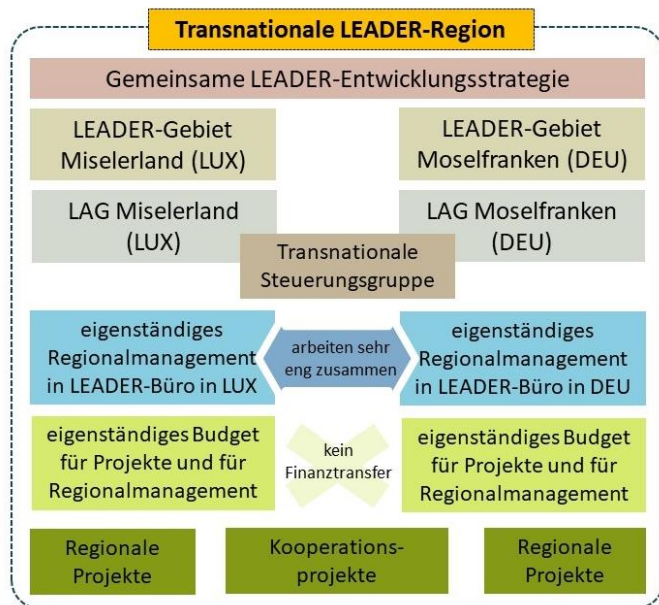 Transnationale LEADER-Region
Gemeinsame LEADER-Entwicklungsstrategie
LEADER-Gebiet
Miselerland (LUX)
LEADER-Gebiet
Moselfranken (DEU)
LAG Miselerland
(LUX)
LAG Moselfranken
(DEU)
Transnationale
Steuerungsgruppe
eigenständiges
Regionalmanagement
in LEADER-Büro in LUX
arbeiten sehr
eng zusammen
eigenständiges
Regionalmanagement
in LEADER-Büro in DEU
eigenständiges Budget
für Projekte und für
Regionalmanagement
kein
Finanztransfer
eigenständiges Budget
für Projekte und für
Regionalmanagement
Regionale
Projekte
Kooperations-
projekte
Regionale
Projekte